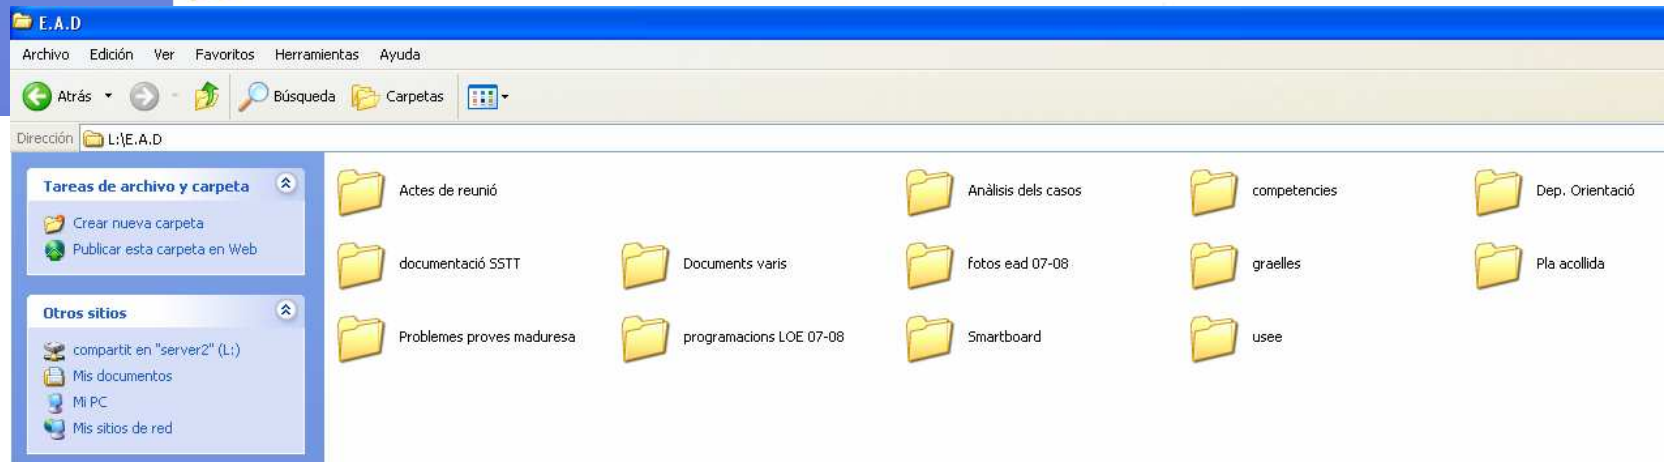 E.A.D
Archivo Edición Ver Favoritos Herramientas Ayuda
Atrás Búsqueda Carpetas
Dirección L:\E.A.D
Tareas de archivo y carpeta
Crear nueva carpeta
Publicar esta carpeta en Web
Otros sitios
compartit en "server2" (L:)
Mis documentos
Mi PC
Mis sitios de red
Actes de reunió Anàlisis dels casos competencies Dep. Orientació
documentació SSTT Documents varis fotos ead 07-08 graelles Pla acollida
Problemes proves maduresa programacions LOE 07-08 Smartboard usee